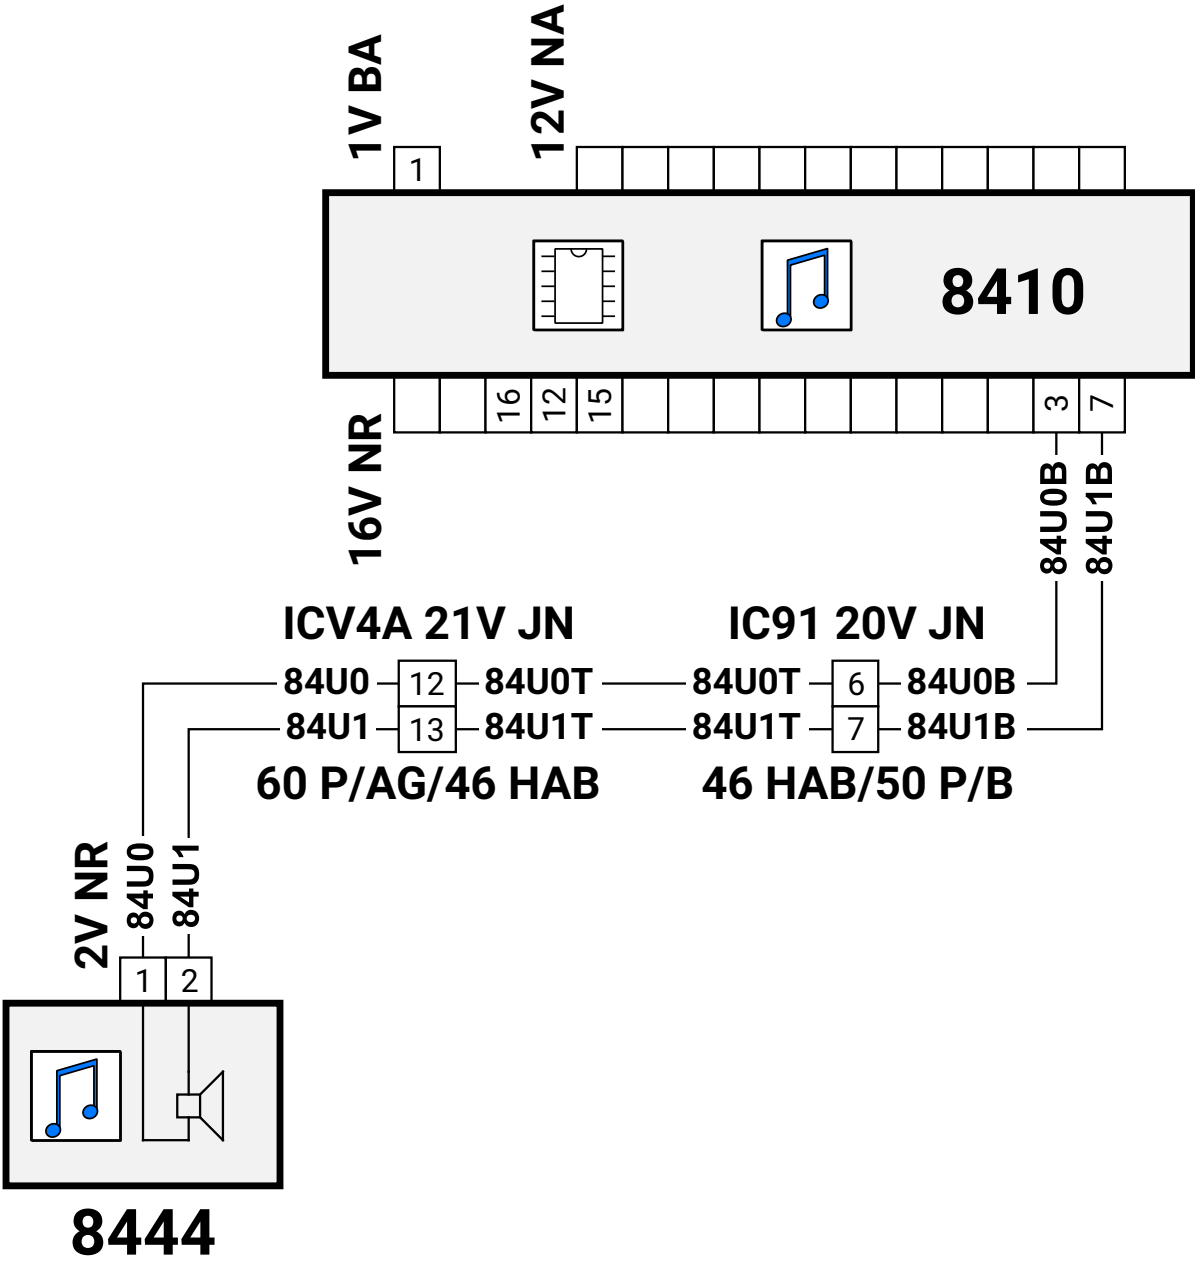 1V BA
12V NA
1
8410
16 12 15 3 7
16V NR
84U0B 84U1B
ICV4A 21V JN IC91 20V JN
84U0 12 84U0T 84U0T 6 84U0B
84U1 13 84U1T 84U1T 7 84U1B
60 P/AG/46 HAB 46 HAB/50 P/B
2V NR 84U0 84U1
1 2
8444